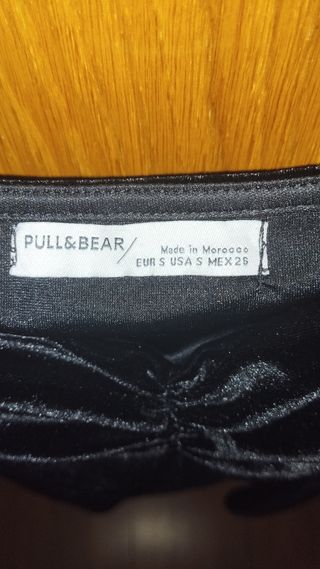 PULL&BEAR/
Made in Morocco
EUR S USA S MEX 26